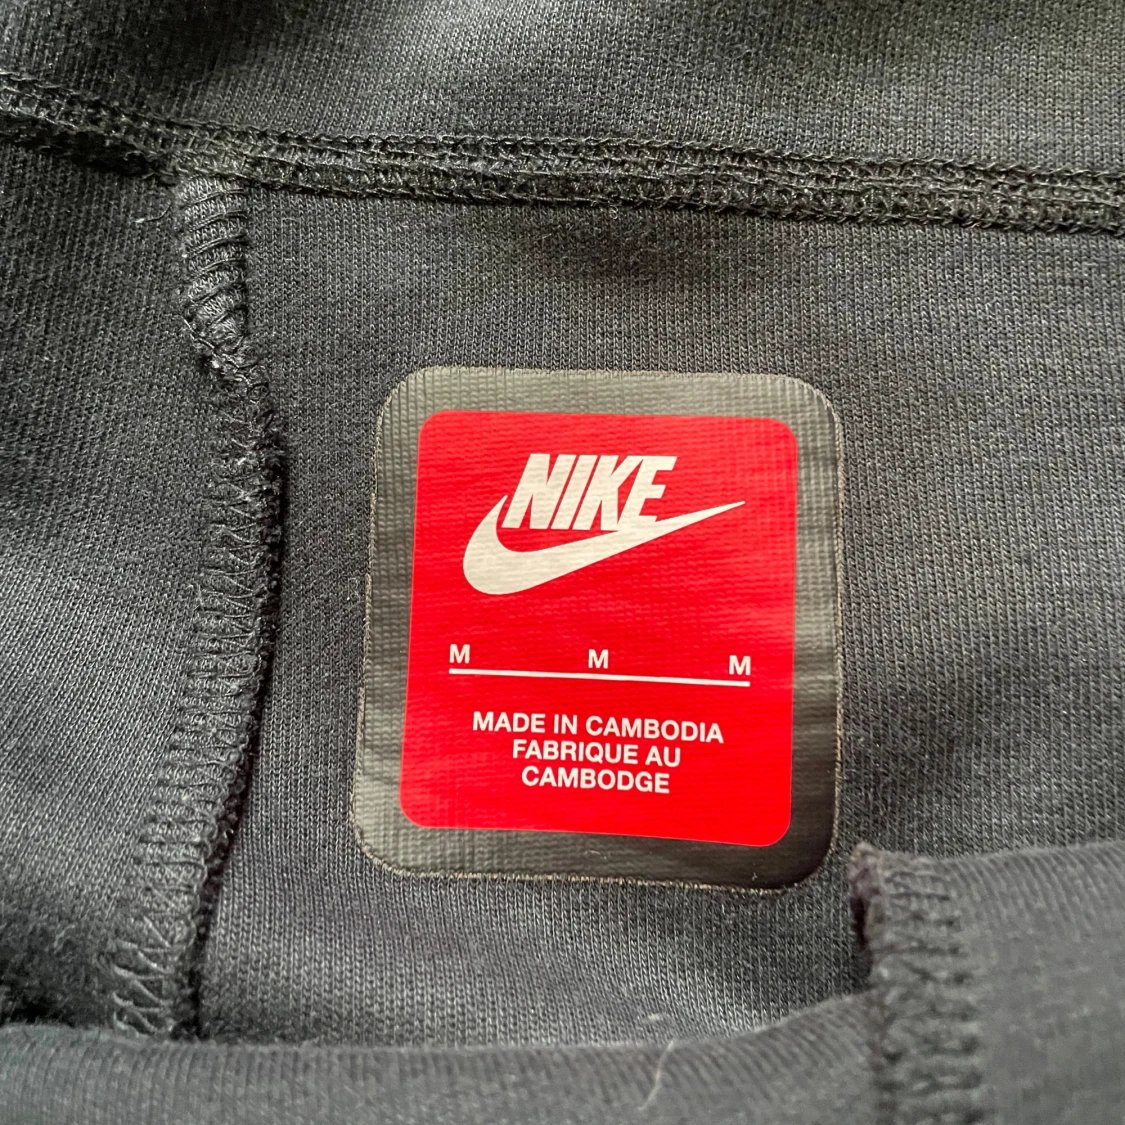 NIKE
M M M
MADE IN CAMBODIA
FABRIQUE AU
CAMBODGE